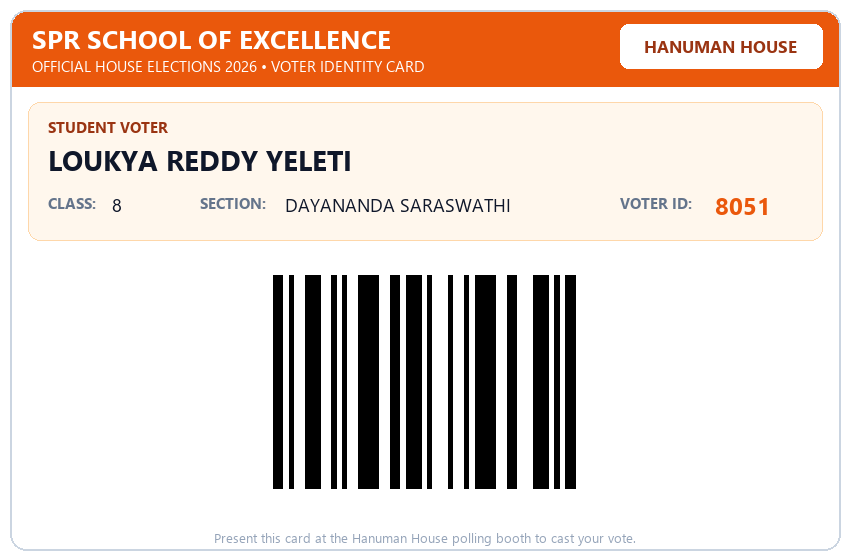 SPR SCHOOL OF EXCELLENCE
OFFICIAL HOUSE ELECTIONS 2026 • VOTER IDENTITY CARD
HANUMAN HOUSE
STUDENT VOTER
LOUKYA REDDY YELETI
CLASS: 8 SECTION: DAYANANDA SARASWATHI VOTER ID: 8051
Present this card at the Hanuman House polling booth to cast your vote.